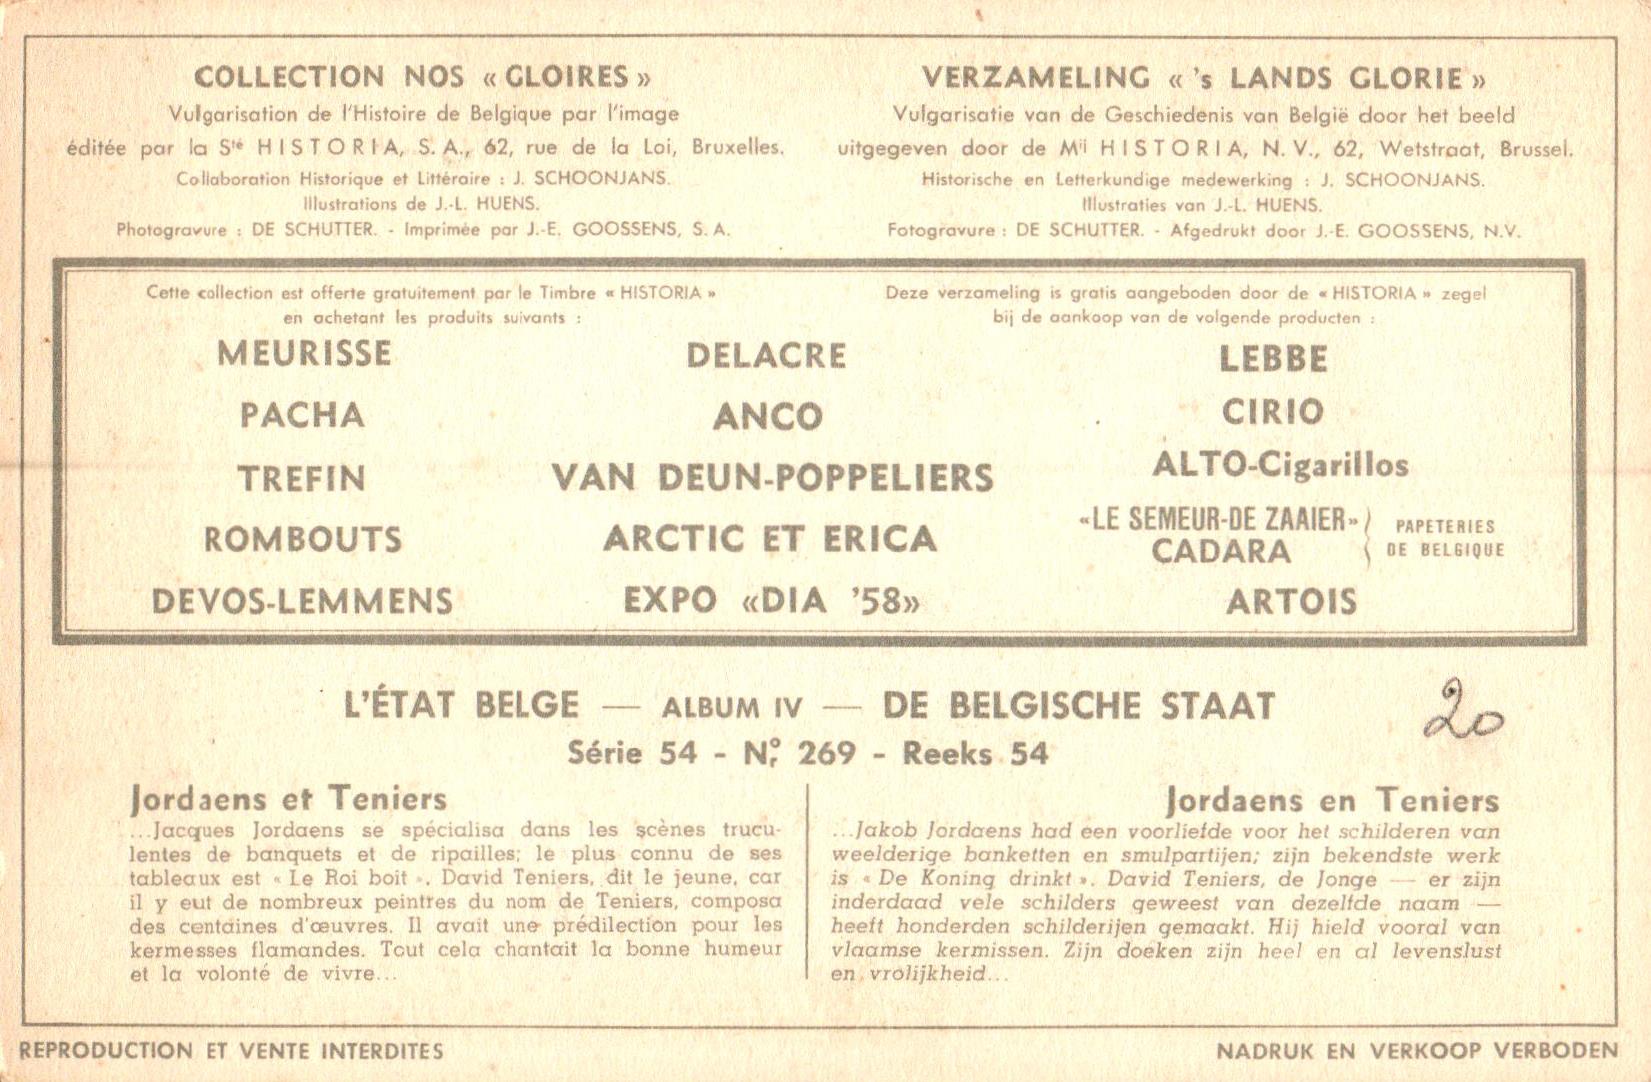 COLLECTION NOS « GLOIRES »
Vulgarisation de l'Histoire de Belgique par l'image
éditée par la Sté HISTORIA, S. A., 62, rue de la Loi, Bruxelles.
Collaboration Historique et Littéraire : J. SCHOONJANS.
Illustrations de J.-L. HUENS.
Photogravure : DE SCHUTTER. - Imprimée par J.-E. GOOSSENS, S. A.
VERZAMELING « 's LANDS GLORIE »
Vulgarisatie van de Geschiedenis van België door het beeld
uitgegeven door de Mij HISTORIA, N. V., 62, Wetstraat, Brussel.
Historische en Letterkundige medewerking : J. SCHOONJANS.
Illustraties van J.-L. HUENS.
Fotogravure : DE SCHUTTER. - Afgedrukt door J.-E. GOOSSENS, N.V.
Cette collection est offerte gratuitement par le Timbre « HISTORIA »
en achetant les produits suivants :
Deze verzameling is gratis aangeboden door de « HISTORIA » zegel
bij de aankoop van de volgende producten :
MEURISSE
PACHA
TREFIN
ROMBOUTS
DEVOS-LEMMENS
DELACRE
ANCO
VAN DEUN-POPPELIERS
ARCTIC ET ERICA
EXPO «DIA '58»
LEBBE
CIRIO
ALTO-Cigarillos
«LE SEMEUR-DE ZAAIER»
CADARA
PAPETERIES
DE BELGIQUE
ARTOIS
L'ÉTAT BELGE — ALBUM IV — DE BELGISCHE STAAT
20
Série 54 - Nº 269 - Reeks 54
Jordaens et Teniers
...Jacques Jordaens se spécialisa dans les scènes trucu-
lentes de banquets et de ripailles; le plus connu de ses
tableaux est « Le Roi boit ». David Teniers, dit le jeune, car
il y eut de nombreux peintres du nom de Teniers, composa
des centaines d'œuvres. Il avait une prédilection pour les
kermesses flamandes. Tout cela chantait la bonne humeur
et la volonté de vivre...
Jordaens en Teniers
...Jakob Jordaens had een voorliefde voor het schilderen van
weelderige banketten en smulpartijen; zijn bekendste werk
is « De Koning drinkt ». David Teniers, de Jonge — er zijn
inderdaad vele schilders geweest van dezelfde naam —
heeft honderden schilderijen gemaakt. Hij hield vooral van
vlaamse kermissen. Zijn doeken zijn heel en al levenslust
en vrolijkheid...
REPRODUCTION ET VENTE INTERDITES
NADRUK EN VERKOOP VERBODEN